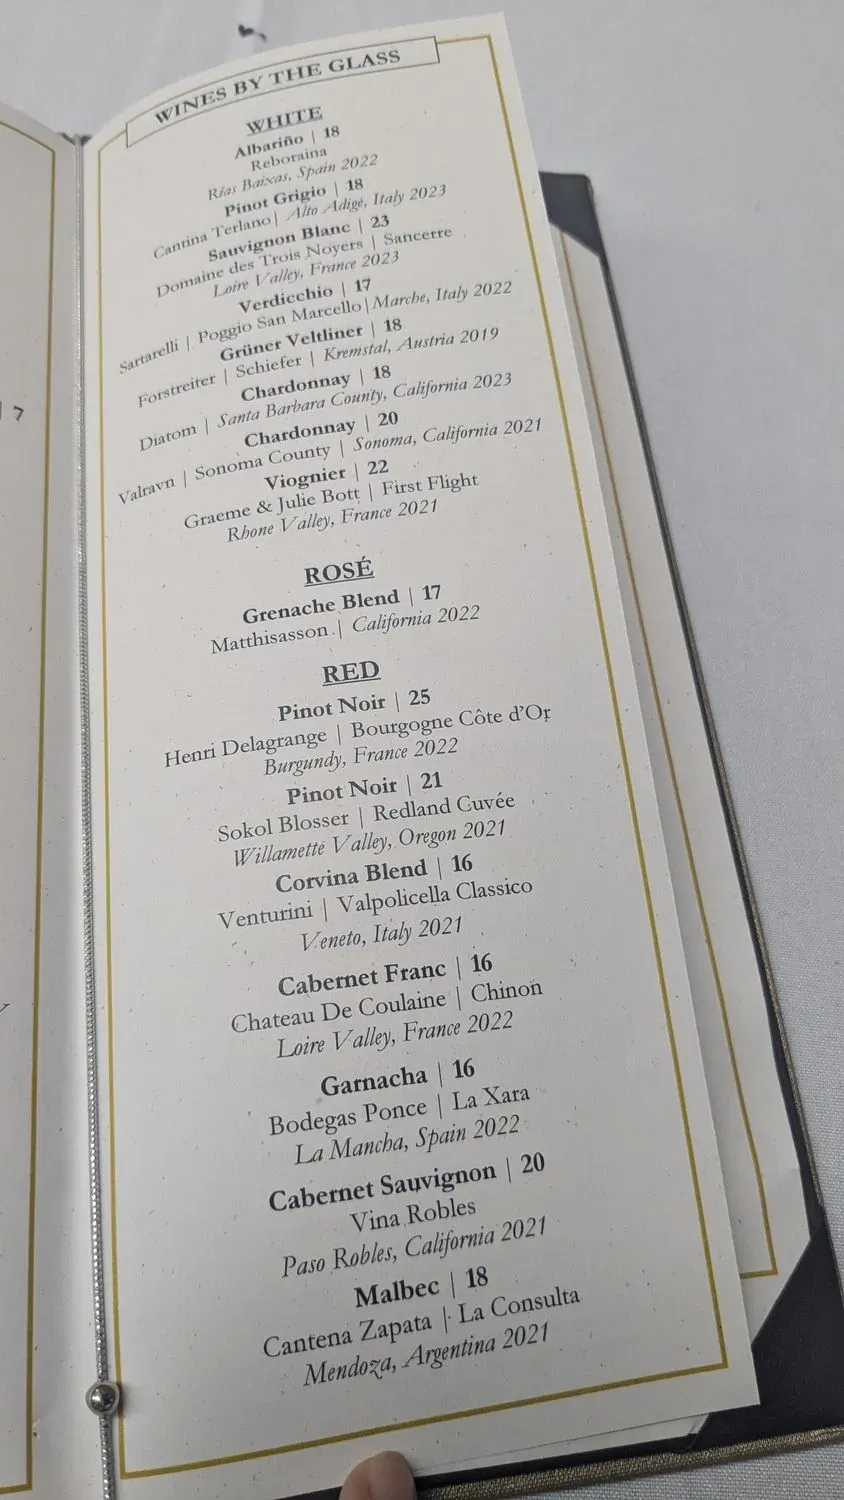 WINES BY THE GLASS
WHITE
Albariño | 18
Reboraina
Rías Baixas, Spain 2022
Pinot Grigio | 18
Cantina Terlano | Alto Adige, Italy 2023
Sauvignon Blanc | 23
Domaine des Trois Noyers | Sancerre
Loire Valley, France 2023
Verdicchio | 17
Sartarelli | Poggio San Marcello | Marche, Italy 2022
Grüner Veltliner | 18
Forstreiter | Schiefer | Kremstal, Austria 2019
Chardonnay | 18
Diatom | Santa Barbara County, California 2023
Chardonnay | 20
Valravn | Sonoma County | Sonoma, California 2021
Viognier | 22
Graeme & Julie Bott | First Flight
Rhone Valley, France 2021
ROSÉ
Grenache Blend | 17
Matthisasson | California 2022
RED
Pinot Noir | 25
Henri Delagrange | Bourgogne Côte d'Or
Burgundy, France 2022
Pinot Noir | 21
Sokol Blosser | Redland Cuvée
Willamette Valley, Oregon 2021
Corvina Blend | 16
Venturini | Valpolicella Classico
Veneto, Italy 2021
Cabernet Franc | 16
Chateau De Coulaine | Chinon
Loire Valley, France 2022
Garnacha | 16
Bodegas Ponce | La Xara
La Mancha, Spain 2022
Cabernet Sauvignon | 20
Vina Robles
Paso Robles, California 2021
Malbec | 18
Cantena Zapata | La Consulta
Mendoza, Argentina 2021